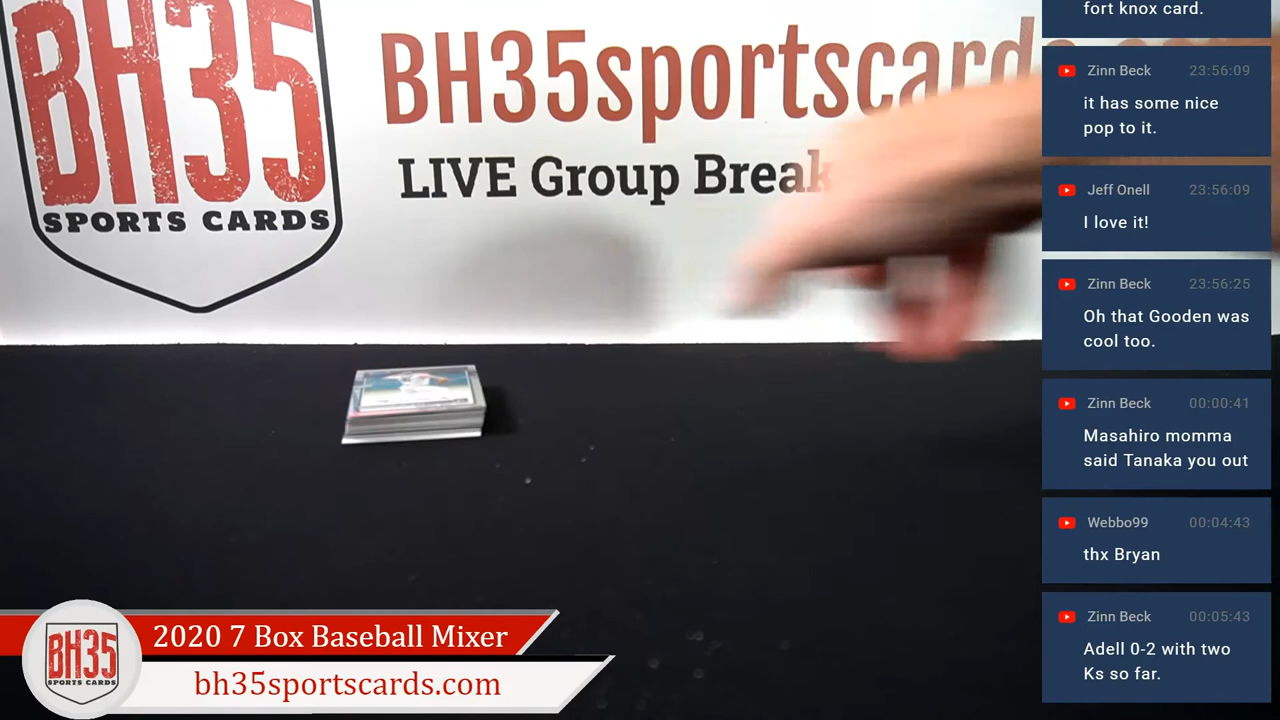 BH35
SPORTS CARDS
BH35sportscard
LIVE Group Break
fort knox card.
Zinn Beck 23:56:09
it has some nice
pop to it.
Jeff Onell 23:56:09
I love it!
Zinn Beck 23:56:25
Oh that Gooden was
cool too.
Zinn Beck 00:00:41
Masahiro momma
said Tanaka you out
Webbo99 00:04:43
thx Bryan
Zinn Beck 00:05:43
Adell 0-2 with two
Ks so far.
BH35
SPORTS CARDS
2020 7 Box Baseball Mixer
bh35sportscards.com